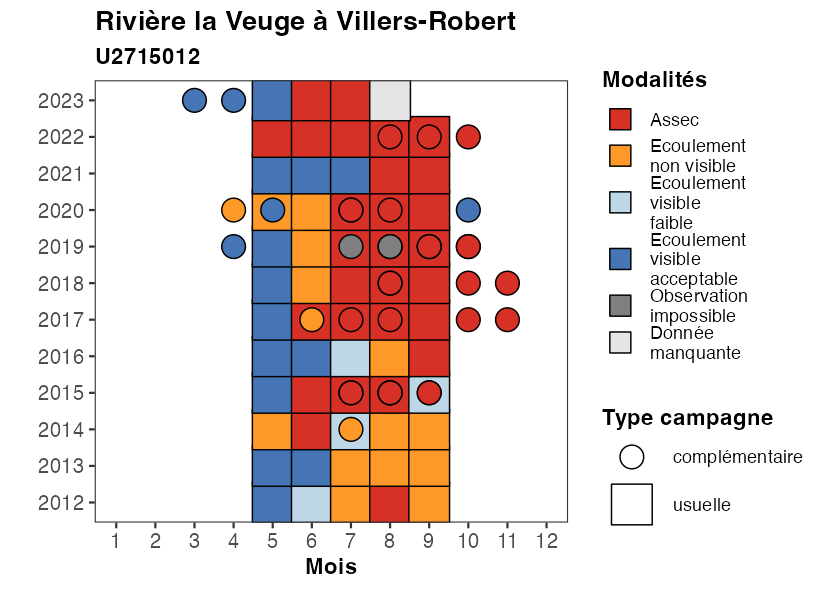 Rivière la Veuge à Villers-Robert
U2715012
2023
2022
2021
2020
2019
2018
2017
2016
2015
2014
2013
2012
1 2 3 4 5 6 7 8 9 10 11 12
Mois
Modalités
Assec
Ecoulement
non visible
Ecoulement
visible
faible
Ecoulement
visible
acceptable
Observation
impossible
Donnée
manquante
Type campagne
complémentaire
usuelle